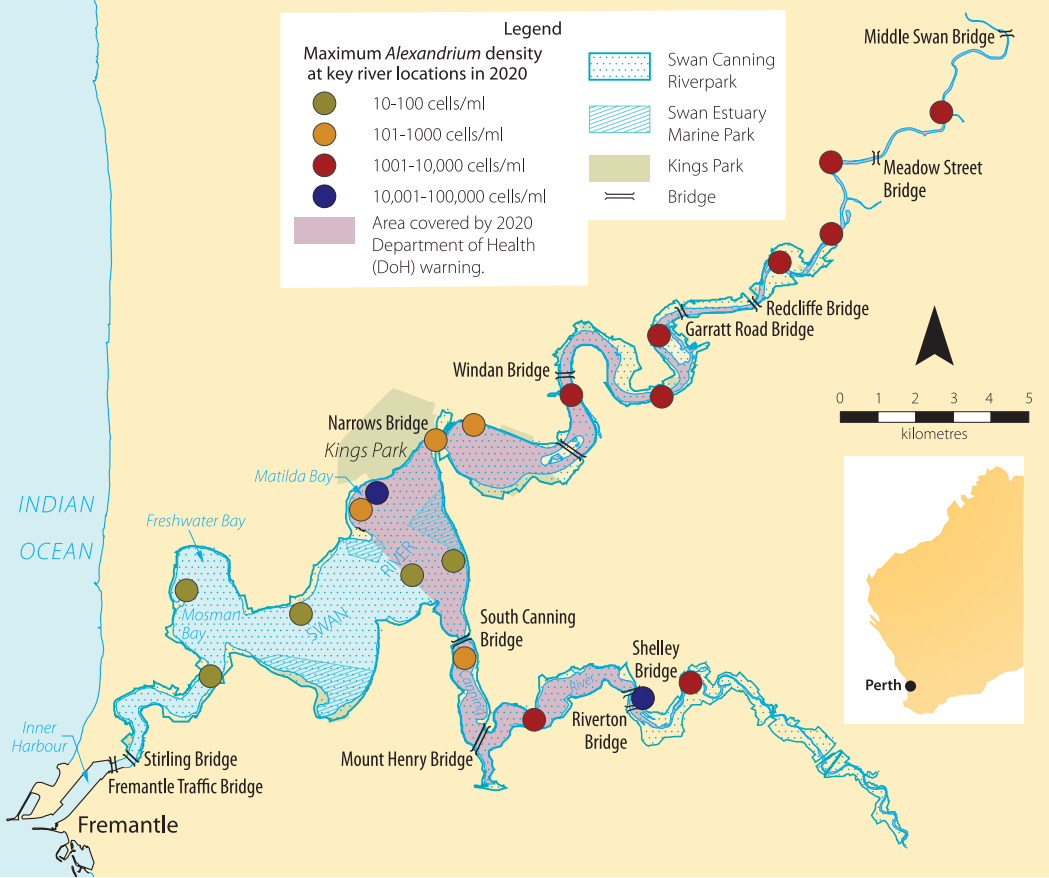 Legend
Maximum Alexandrium density
at key river locations in 2020
10-100 cells/ml
101-1000 cells/ml
1001-10,000 cells/ml
10,001-100,000 cells/ml
Area covered by 2020
Department of Health
(DoH) warning.
Swan Canning
Riverpark
Swan Estuary
Marine Park
Kings Park
Bridge
Middle Swan Bridge
Meadow Street
Bridge
Redcliffe Bridge
Garratt Road Bridge
Windan Bridge
Narrows Bridge
Kings Park
Matilda Bay
INDIAN
OCEAN
Freshwater Bay
Mosman
Bay
SWAN
RIVER
South Canning
Bridge
Shelley
Bridge
River
Riverton
Bridge
Mount Henry Bridge
Inner
Harbour
Stirling Bridge
Fremantle Traffic Bridge
Fremantle
0 1 2 3 4 5
kilometres
Perth